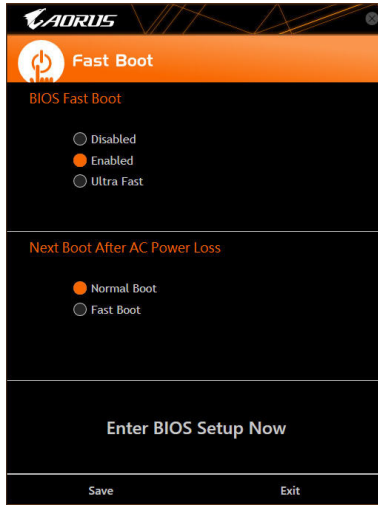 AORUS
Fast Boot
BIOS Fast Boot
Disabled
Enabled
Ultra Fast
Next Boot After AC Power Loss
Normal Boot
Fast Boot
Enter BIOS Setup Now
Save Exit